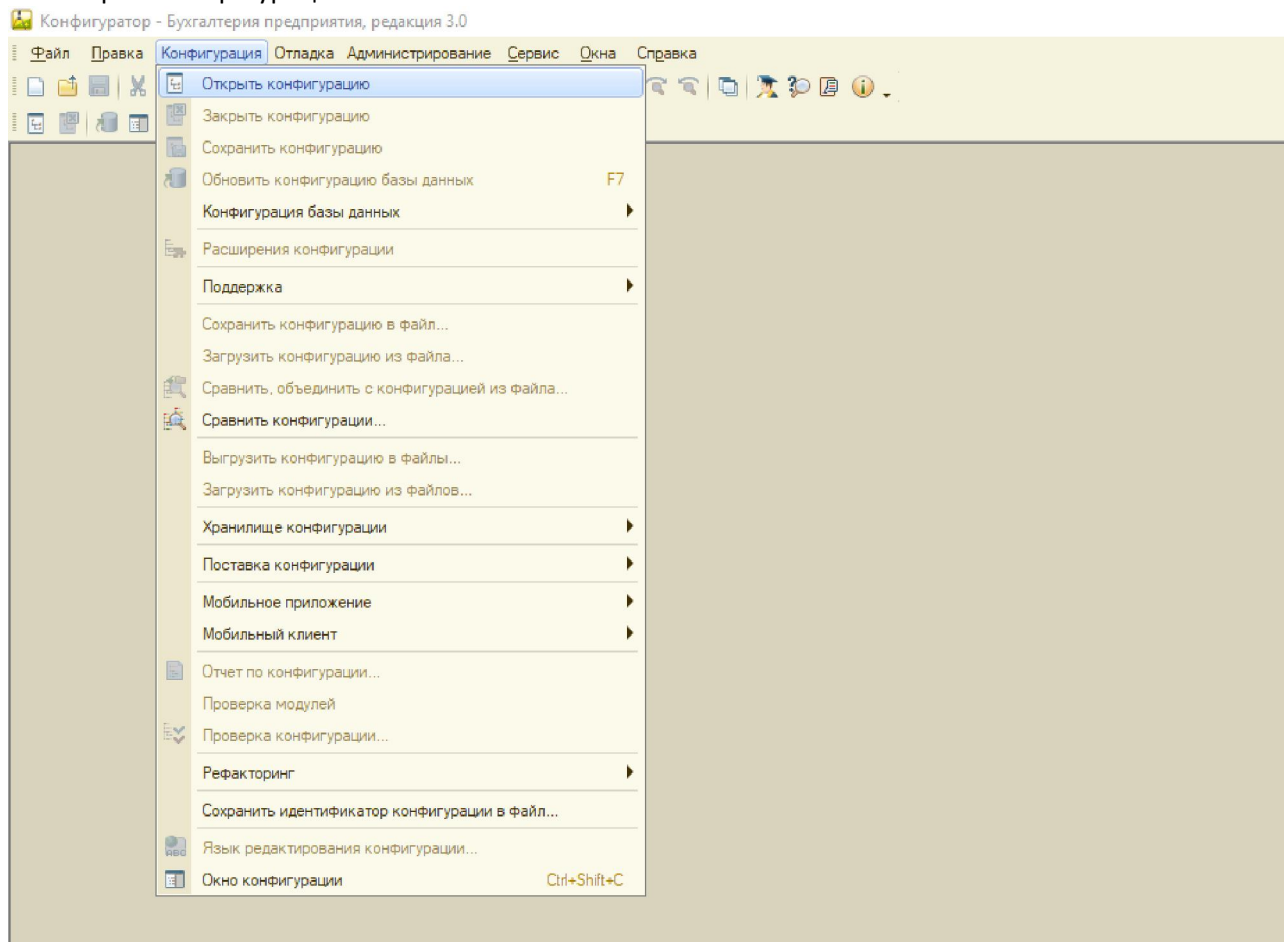 Конфигуратор - Бухгалтерия предприятия, редакция 3.0
Файл Правка Конфигурация Отладка Администрирование Сервис Окна Справка
Открыть конфигурацию
Закрыть конфигурацию
Сохранить конфигурацию
Обновить конфигурацию базы данных F7
Конфигурация базы данных
Расширения конфигурации
Поддержка
Сохранить конфигурацию в файл...
Загрузить конфигурацию из файла...
Сравнить, объединить с конфигурацией из файла...
Сравнить конфигурации...
Выгрузить конфигурацию в файлы...
Загрузить конфигурацию из файлов...
Хранилище конфигурации
Поставка конфигурации
Мобильное приложение
Мобильный клиент
Отчет по конфигурации...
Проверка модулей
Проверка конфигурации...
Рефакторинг
Сохранить идентификатор конфигурации в файл...
Язык редактирования конфигурации...
Окно конфигурации Ctrl+Shift+C